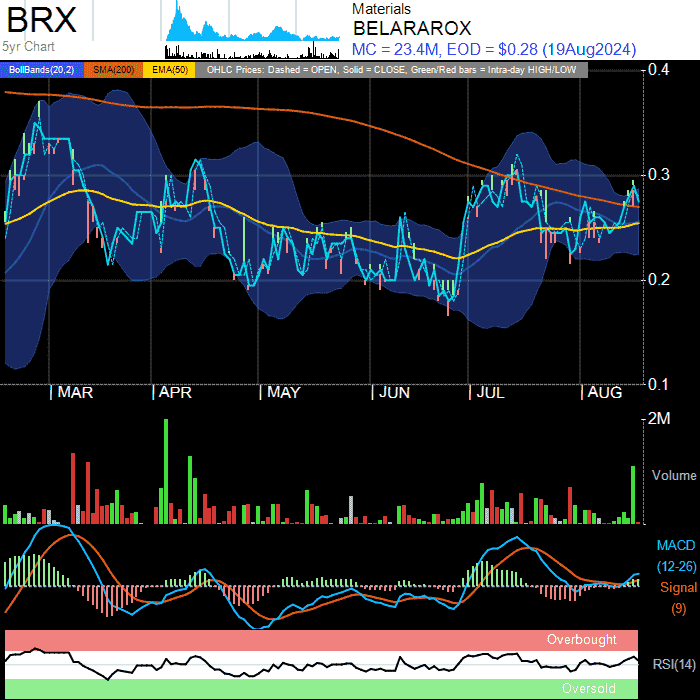 BRX
5yr Chart
Materials
BELARAROX
MC = 23.4M, EOD = $0.28 (19Aug2024)
BollBands(20,2) SMA(200) EMA(50) OHLC Prices: Dashed = OPEN, Solid = CLOSE, Green/Red bars = Intra-day HIGH/LOW
0.4
0.3
0.2
0.1
MAR APR MAY JUN JUL AUG
2M
Volume
MACD
(12-26)
Signal
(9)
Overbought
RSI(14)
Oversold